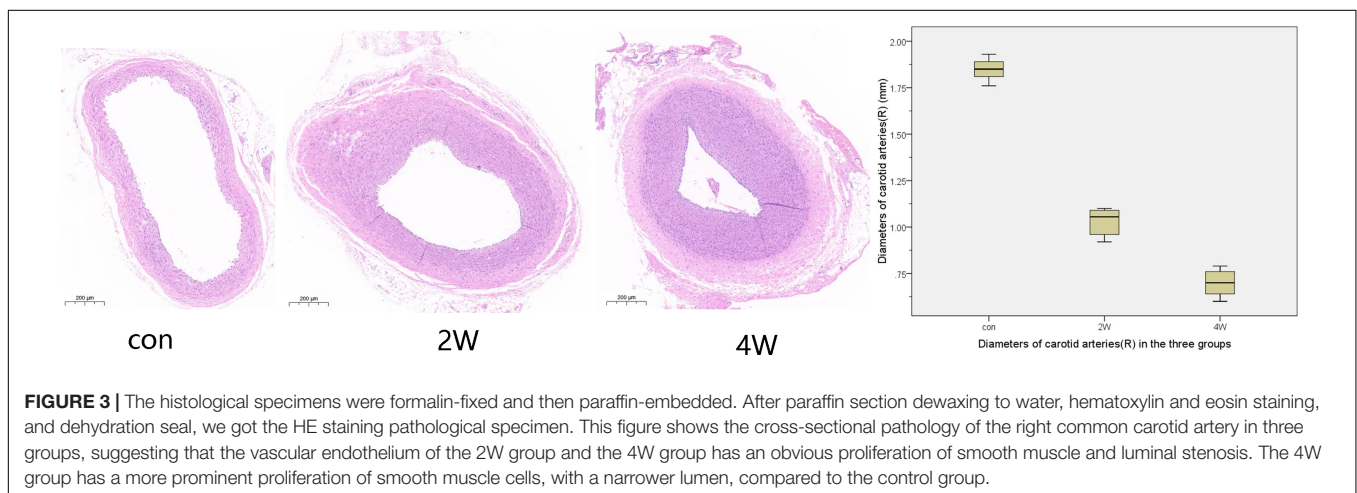 200 µm
con
200 µm
2W
200 µm
4W
Diameters of carotid arteries(R) (mm)
2.00
1.75
1.50
1.25
1.00
.75
con 2W 4W
Diameters of carotid arteries(R) in the three groups
FIGURE 3 | The histological specimens were formalin-fixed and then paraffin-embedded. After paraffin section dewaxing to water, hematoxylin and eosin staining,
and dehydration seal, we got the HE staining pathological specimen. This figure shows the cross-sectional pathology of the right common carotid artery in three
groups, suggesting that the vascular endothelium of the 2W group and the 4W group has an obvious proliferation of smooth muscle and luminal stenosis. The 4W
group has a more prominent proliferation of smooth muscle cells, with a narrower lumen, compared to the control group.